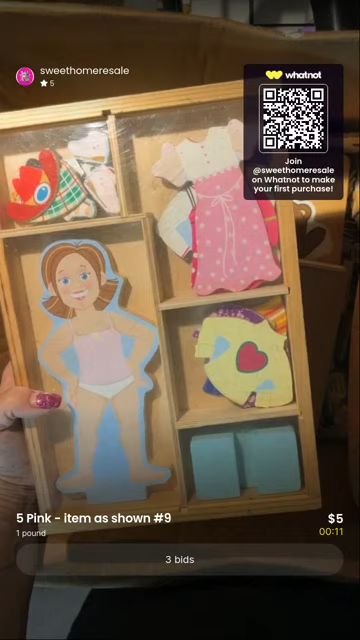 sweethomeresale
★ 5
whatnot
Join
@sweethomeresale
on Whatnot to make
your first purchase!
5 Pink - item as shown #9
$5
1 pound
00:11
3 bids